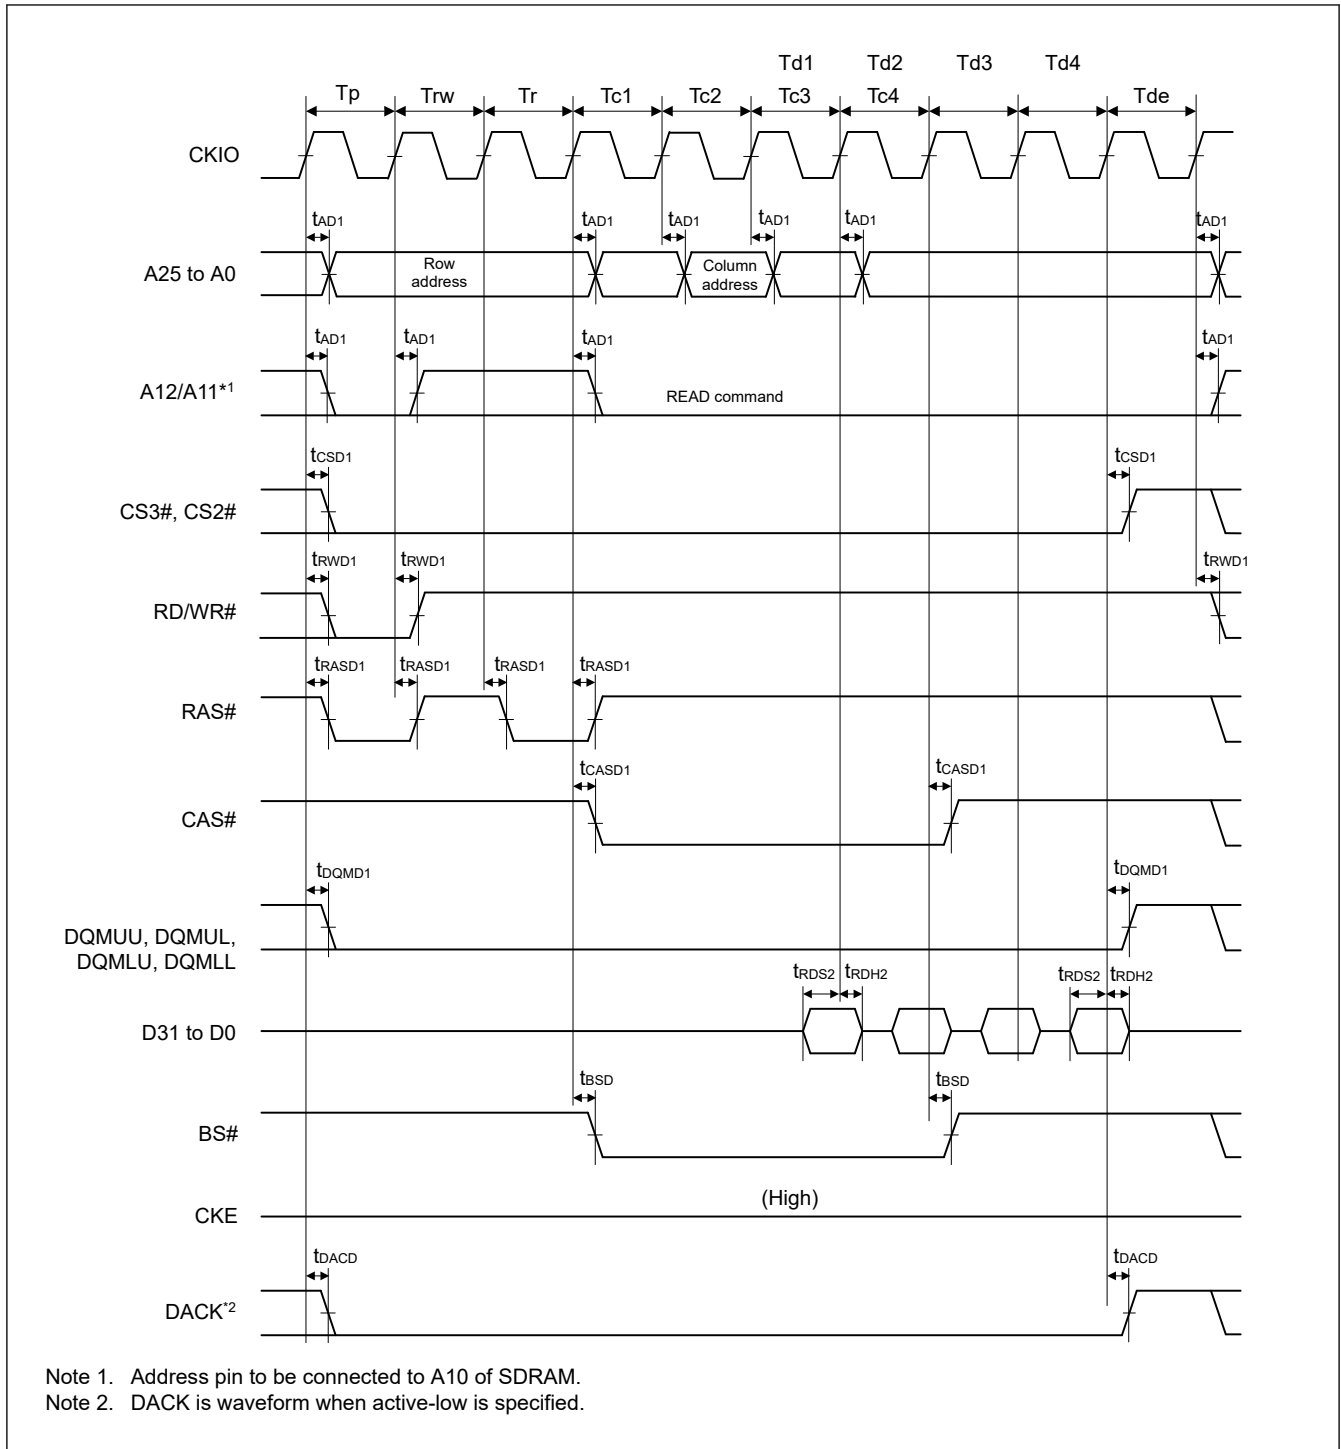 Td1 Td2 Td3 Td4
Tp Trw Tr Tc1 Tc2 Tc3 Tc4 Tde
CKIO
tAD1 tAD1 tAD1 tAD1 tAD1 tAD1
A25 to A0
Row
address
Column
address
tAD1 tAD1 tAD1 tAD1
A12/A11*1
READ command
tCSD1 tCSD1
CS3#, CS2#
tRWD1 tRWD1 tRWD1
RD/WR#
tRASD1 tRASD1 tRASD1 tRASD1
RAS#
tCASD1 tCASD1
CAS#
tDQMD1 tDQMD1
DQMUU, DQMUL,
DQMLU, DQMLL
tRDS2 tRDH2 tRDS2 tRDH2
D31 to D0
tBSD tBSD
BS#
(High)
CKE
tDACD tDACD
DACK*2
Note 1. Address pin to be connected to A10 of SDRAM.
Note 2. DACK is waveform when active-low is specified.